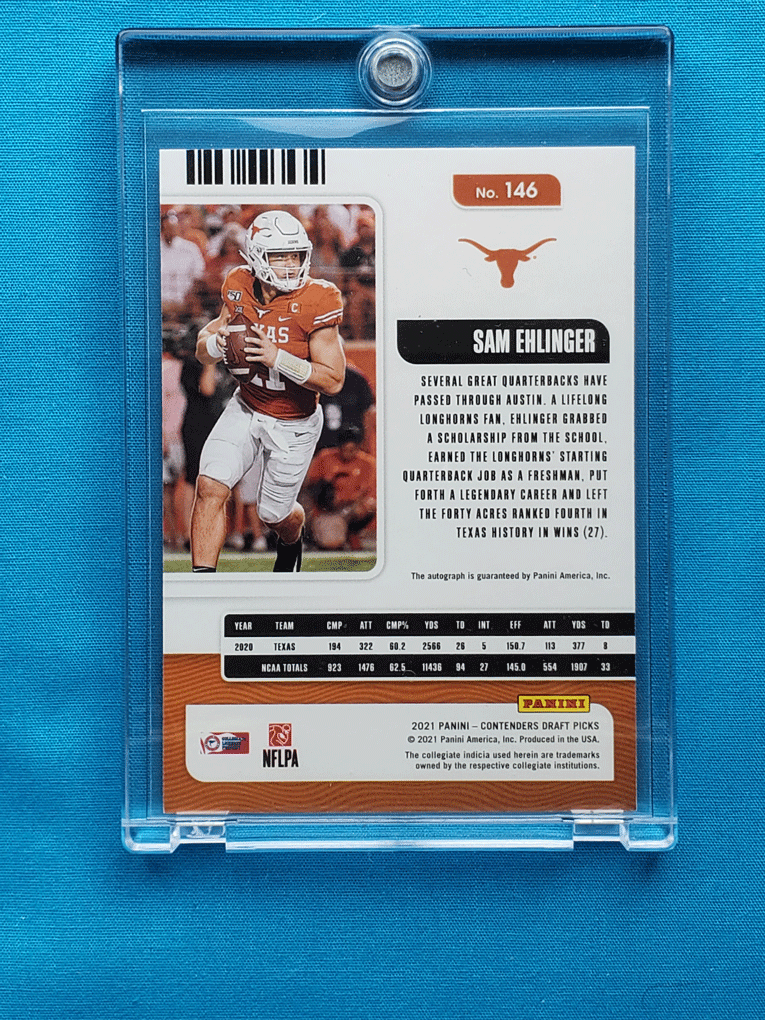 No. 146
SAM EHLINGER
SEVERAL GREAT QUARTERBACKS HAVE
PASSED THROUGH AUSTIN. A LIFELONG
LONGHORNS FAN, EHLINGER GRABBED
A SCHOLARSHIP FROM THE SCHOOL,
EARNED THE LONGHORNS' STARTING
QUARTERBACK JOB AS A FRESHMAN, PUT
FORTH A LEGENDARY CAREER AND LEFT
THE FORTY ACRES RANKED FOURTH IN
TEXAS HISTORY IN WINS (27).
The autograph is guaranteed by Panini America, Inc.
YEAR TEAM CMP ATT CMP% YDS TD INT. EFF ATT YDS TD
2020 TEXAS 194 322 60.2 2566 26 5 150.7 113 377 8
NCAA TOTALS 923 1476 62.5 11436 94 27 145.0 554 1907 33
PANINI
2021 PANINI – CONTENDERS DRAFT PICKS
© 2021 Panini America, Inc. Produced in the USA.
The collegiate indicia used herein are trademarks
owned by the respective collegiate institutions.
NFLPA